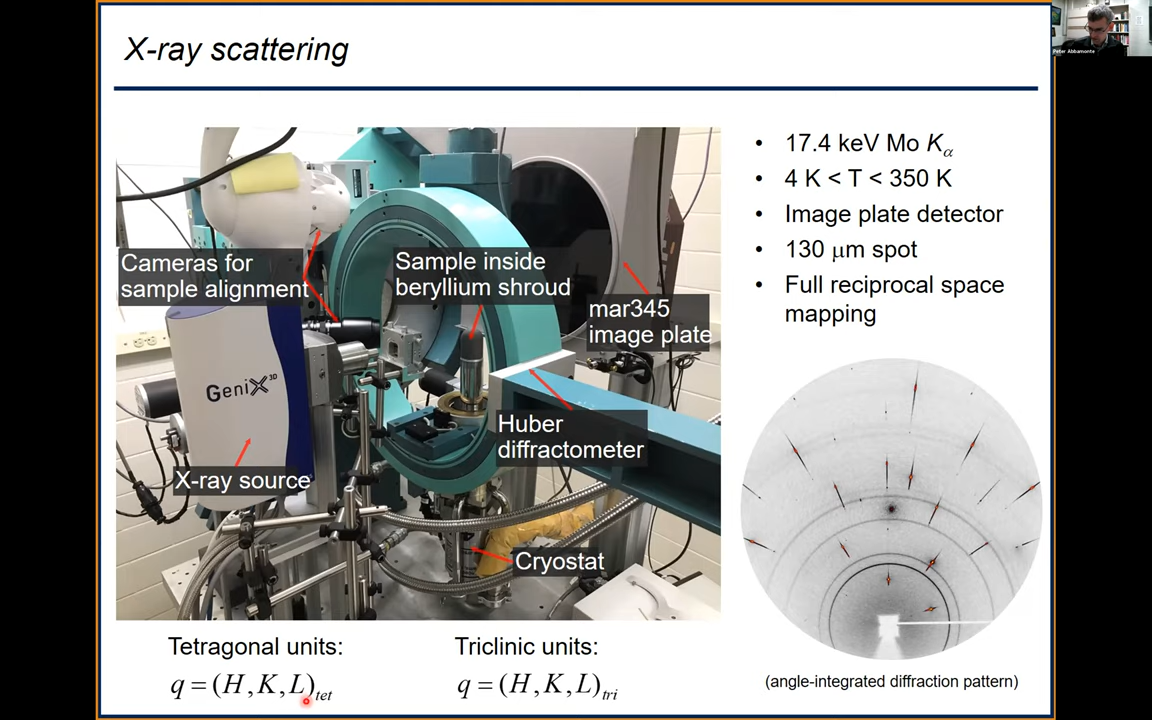 X-ray scattering
Peter Abbamonte
Cameras for
sample alignment
Sample inside
beryllium shroud
mar345
image plate
GeniX 3D
Huber
diffractometer
X-ray source
Cryostat
• 17.4 keV Mo Kα
• 4 K < T < 350 K
• Image plate detector
• 130 μm spot
• Full reciprocal space
mapping
Tetragonal units:
q = (H, K, L)tet
Triclinic units:
q = (H, K, L)tri
(angle-integrated diffraction pattern)